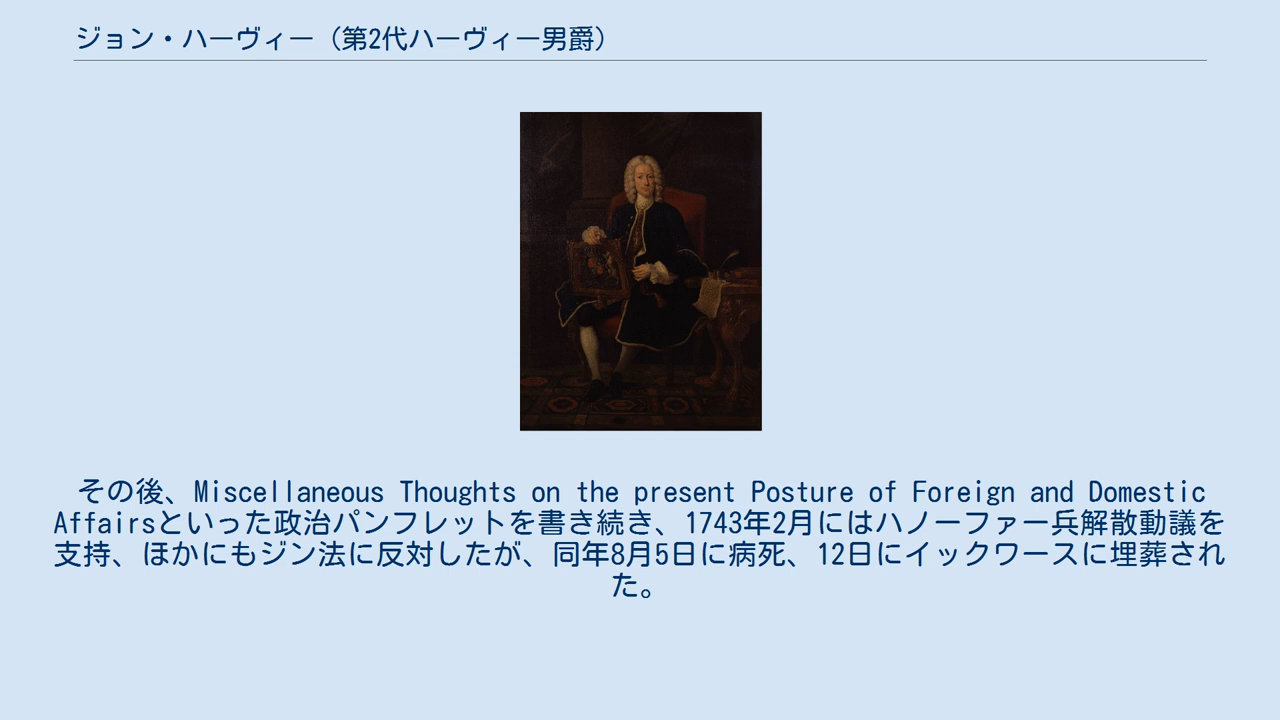 ジョン・ハーヴィー（第2代ハーヴィー男爵）
その後、Miscellaneous Thoughts on the present Posture of Foreign and Domestic
Affairsといった政治パンフレットを書き続き、1743年2月にはハノーファー兵解散動議を
支持、ほかにもジン法に反対したが、同年8月5日に病死、12日にイックワースに埋葬され
た。